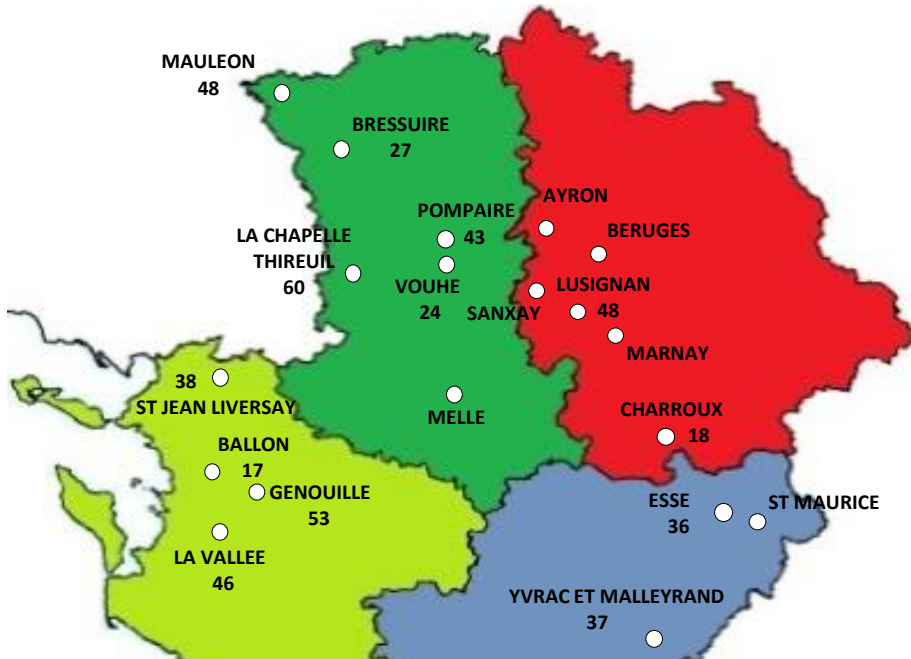 MAULEON
48
BRESSUIRE
27
AYRON
POMPAIRE
43
BERUGES
LA CHAPELLE
THIREUIL
60
VOUHE
24
LUSIGNAN
48
SANXAY
MARNAY
38
ST JEAN LIVERSAY
MELLE
CHARROUX
18
BALLON
17
GENOUILLE
53
ESSE
36
ST MAURICE
LA VALLEE
46
YVRAC ET MALLEYRAND
37